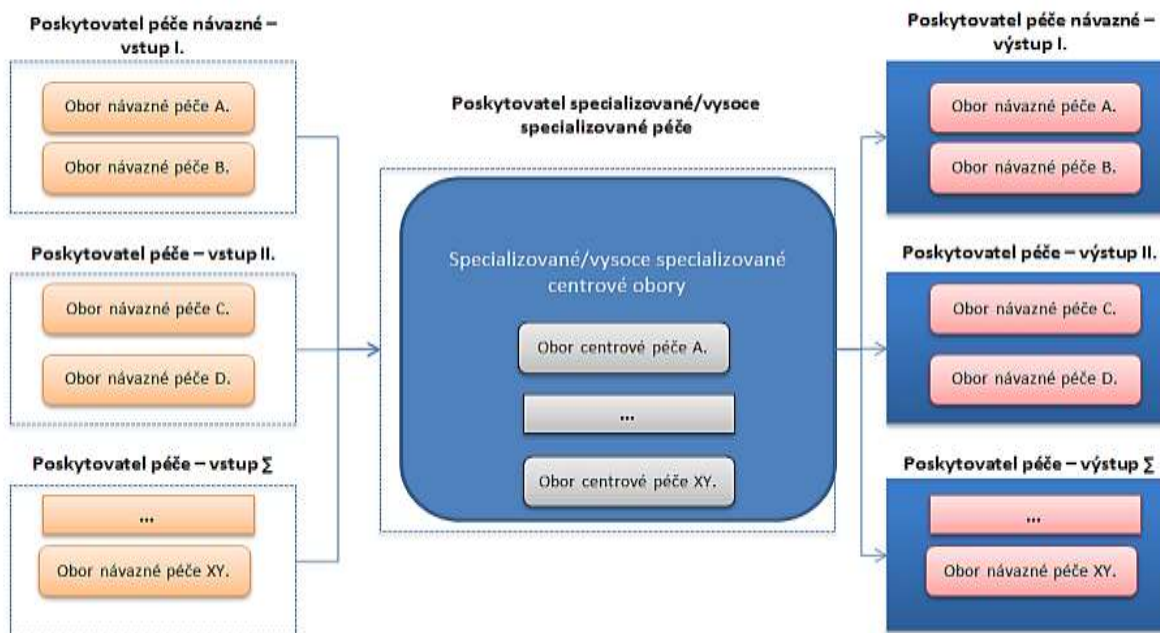 Poskytovatel péče návazné –
vstup I.
Obor návazné péče A.
Obor návazné péče B.
Poskytovatel péče – vstup II.
Obor návazné péče C.
Obor návazné péče D.
Poskytovatel péče – vstup ∑
...
Obor návazné péče XY.
Poskytovatel specializované/vysoce
specializované péče
Specializované/vysoce specializované
centrové obory
Obor centrové péče A.
...
Obor centrové péče XY.
Poskytovatel péče návazné –
výstup I.
Obor návazné péče A.
Obor návazné péče B.
Poskytovatel péče – výstup II.
Obor návazné péče C.
Obor návazné péče D.
Poskytovatel péče – výstup ∑
...
Obor návazné péče XY.